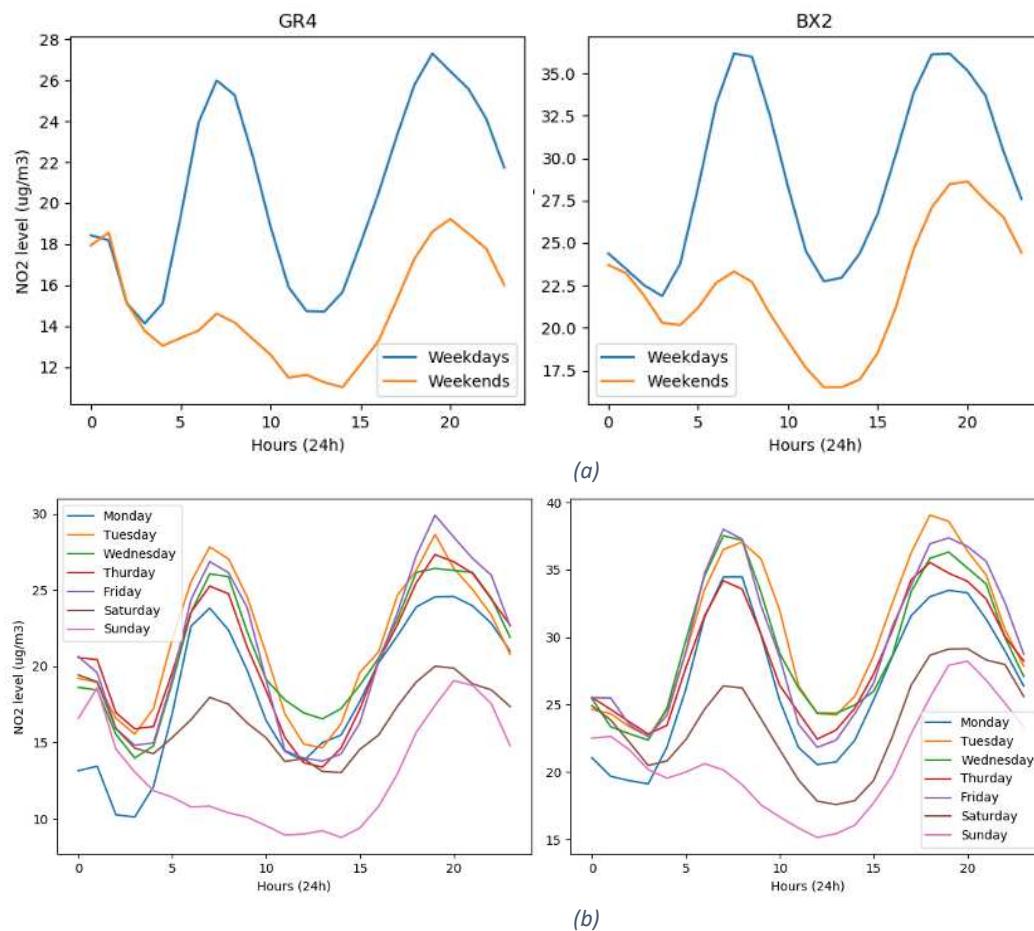 GR4
28
26
24
22
20
18
16
14
12
NO2 level (ug/m3)
Weekdays
Weekends
0 5 10 15 20
Hours (24h)
BX2
35.0
32.5
30.0
27.5
25.0
22.5
20.0
17.5
Weekdays
Weekends
0 5 10 15 20
Hours (24h)
(a)
30
25
20
15
10
NO2 level (ug/m3)
Monday
Tuesday
Wednesday
Thurday
Friday
Saturday
Sunday
0 5 10 15 20
Hours (24h)
40
35
30
25
20
15
Monday
Tuesday
Wednesday
Thurday
Friday
Saturday
Sunday
0 5 10 15 20
Hours (24h)
(b)